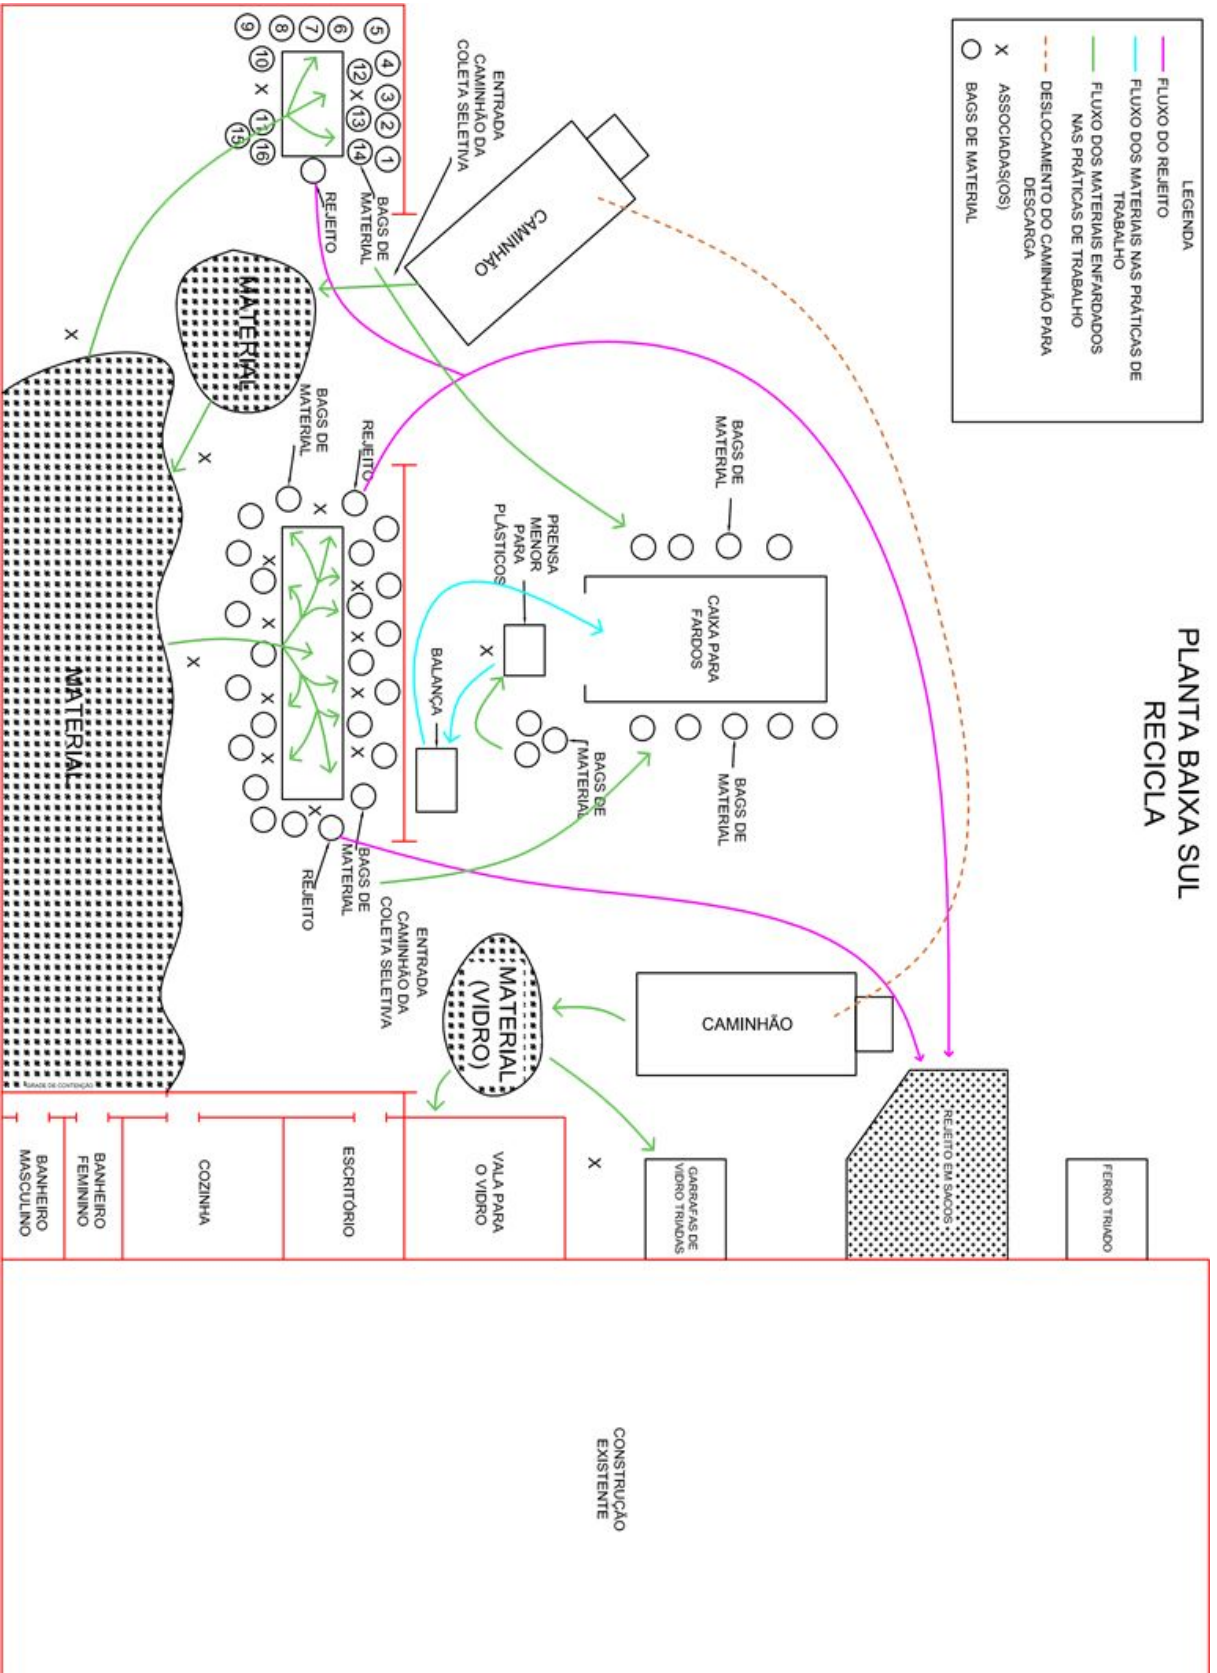 PLANTA BAIXA SUL
RECICLA
LEGENDA
FLUXO DO REJEITO
FLUXO DOS MATERIAIS NAS PRÁTICAS DE
TRABALHO
FLUXO DOS MATERIAIS ENFARDADOS
NAS PRÁTICAS DE TRABALHO
DESLOCAMENTO DO CAMINHÃO PARA
DESCARGA
X ASSOCIADAS(OS)
BAGS DE MATERIAL
FERRO TRIADO
REJEITO EM SACOS
CAMINHÃO
GARRAFAS DE
VIDRO TRIADAS
X
CAMINHÃO
ENTRADA
CAMINHÃO DA
COLETA SELETIVA
BAGS DE
MATERIAL
CAIXA PARA
FARDOS
BAGS DE
MATERIAL
PRENSA
MENOR
PARA
PLÁSTICOS
X
BAGS DE
MATERIAL
BALANÇA
MATERIAL
(VIDRO)
VALA PARA
O VIDRO
ENTRADA
CAMINHÃO DA
COLETA SELETIVA
5
4
3
2
1
6
7
8
9
12
X
13
14
10
X
11
16
15
BAGS DE
MATERIAL
REJEITO
MATERIAL
X
X
REJEITO
BAGS DE
MATERIAL
X
X
X
X
X
X
X
X
X
X
X
BAGS DE
MATERIAL
REJEITO
X
MATERIAL
GRADE DE CONTENÇÃO
ESCRITÓRIO
COZINHA
BANHEIRO
FEMININO
BANHEIRO
MASCULINO
CONSTRUÇÃO
EXISTENTE